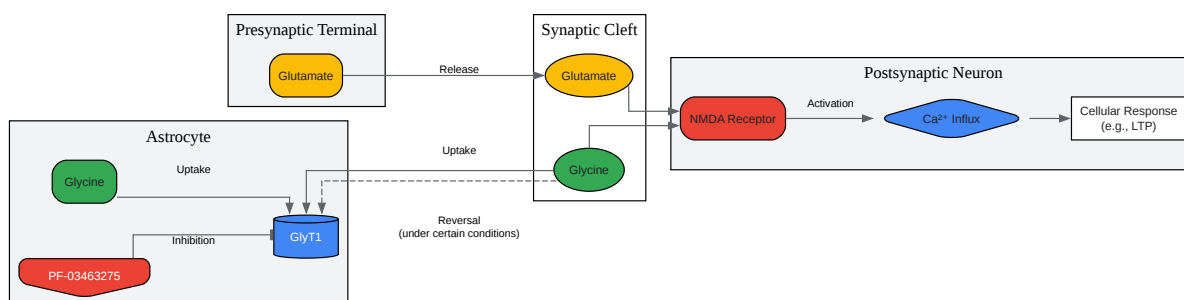 Presynaptic Terminal
Glutamate
Release
Synaptic Cleft
Glutamate
Glycine
Postsynaptic Neuron
NMDA Receptor
Activation
Ca²⁺ Influx
Cellular Response
(e.g., LTP)
Astrocyte
Glycine
Uptake
Uptake
GlyT1
Inhibition
PF-03463275
Reversal
(under certain conditions)